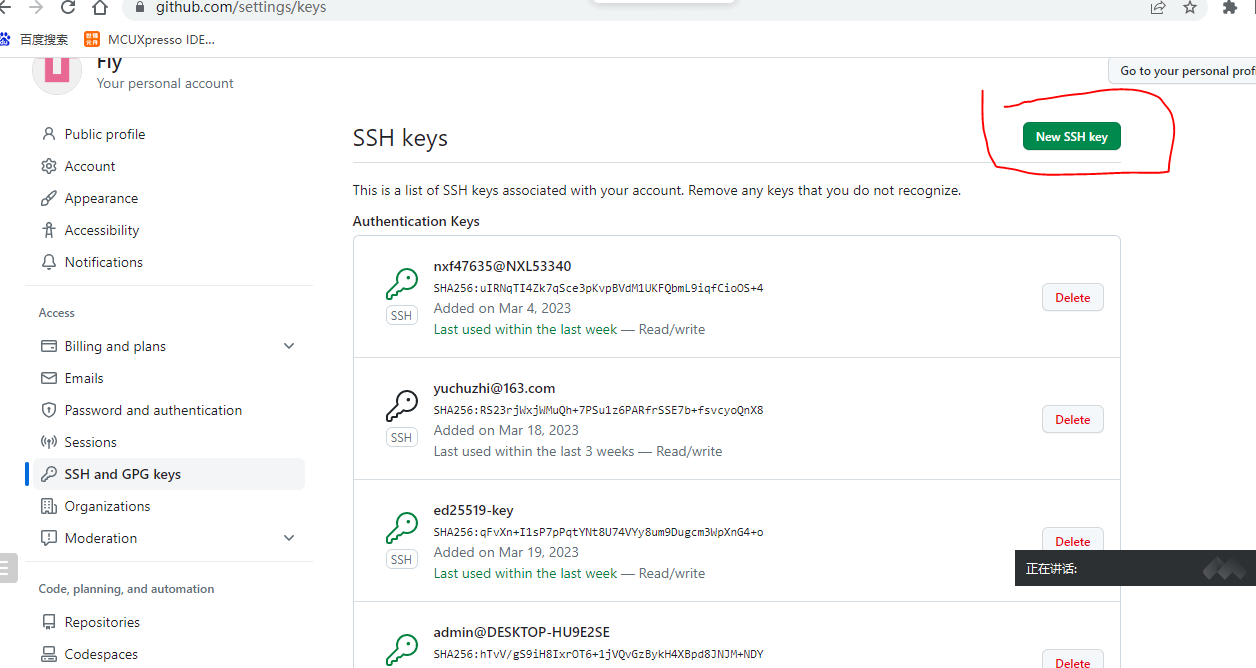 github.com/settings/keys
百度搜索
MCUXpresso IDE...
Fly
Your personal account
Go to your personal prof
Public profile
Account
Appearance
Accessibility
Notifications
Access
Billing and plans
Emails
Password and authentication
Sessions
SSH and GPG keys
Organizations
Moderation
Code, planning, and automation
Repositories
Codespaces
SSH keys
New SSH key
This is a list of SSH keys associated with your account. Remove any keys that you do not recognize.
Authentication Keys
nxf47635@NXL53340
SHA256:uIRNqTI4Zk7qSce3pKvpBVdM1UKFQbmL9iqfCioOS+4
Added on Mar 4, 2023
Last used within the last week — Read/write
SSH
Delete
yuchuzhi@163.com
SHA256:RS23rjWxjWMuQh+7PSu1z6PARfrSSE7b+fsvcyoQnX8
Added on Mar 18, 2023
Last used within the last 3 weeks — Read/write
SSH
Delete
ed25519-key
SHA256:qFvXn+I1sP7pPqtYNt8U74VYy8um9Dugcm3WpXnG4+o
Added on Mar 19, 2023
Last used within the last week — Read/write
SSH
Delete
正在讲话:
admin@DESKTOP-HU9E2SE
SHA256:hTvV/gS9iH8IxrOT6+1jVQvGzBykH4XBpd8JNJM+NDY
Delete